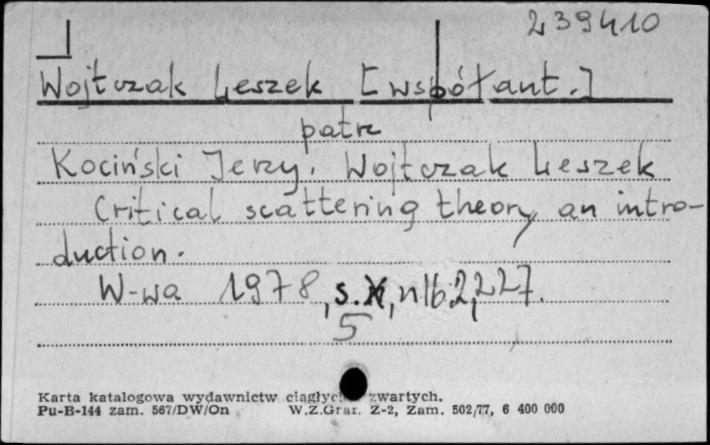 239410
Wojtczak Leszek [współaut.]
patrz
Kociński Jerzy, Wojtczak Leszek
Critical scattering theory, an intro-
duction.
W-wa 1978, s. X, nlb 2, 227.
5
Karta katalogowa wydawnictw ciągłych zwartych.
Pu-B-144 zam. 567/DW/On W.Z.Graf. Z-2, Zam. 502/77, 6 400 000